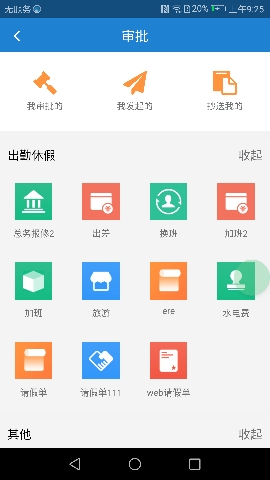 无服务 20% 上午9:25
审批
我审批的 我发起的 抄送我的
出勤休假 收起
总务报修2 出差 换班 加班2
加班 旅游 ere 水电费
请假单 请假单111 web请假单
其他 收起